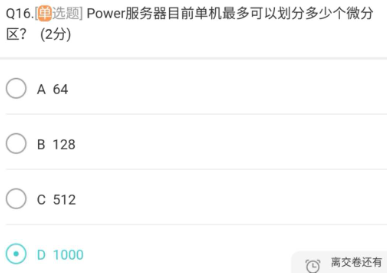 Q16.[单选题] Power服务器目前单机最多可以划分多少个微分
区？ (2分)
A 64
B 128
C 512
D 1000
离交卷还有